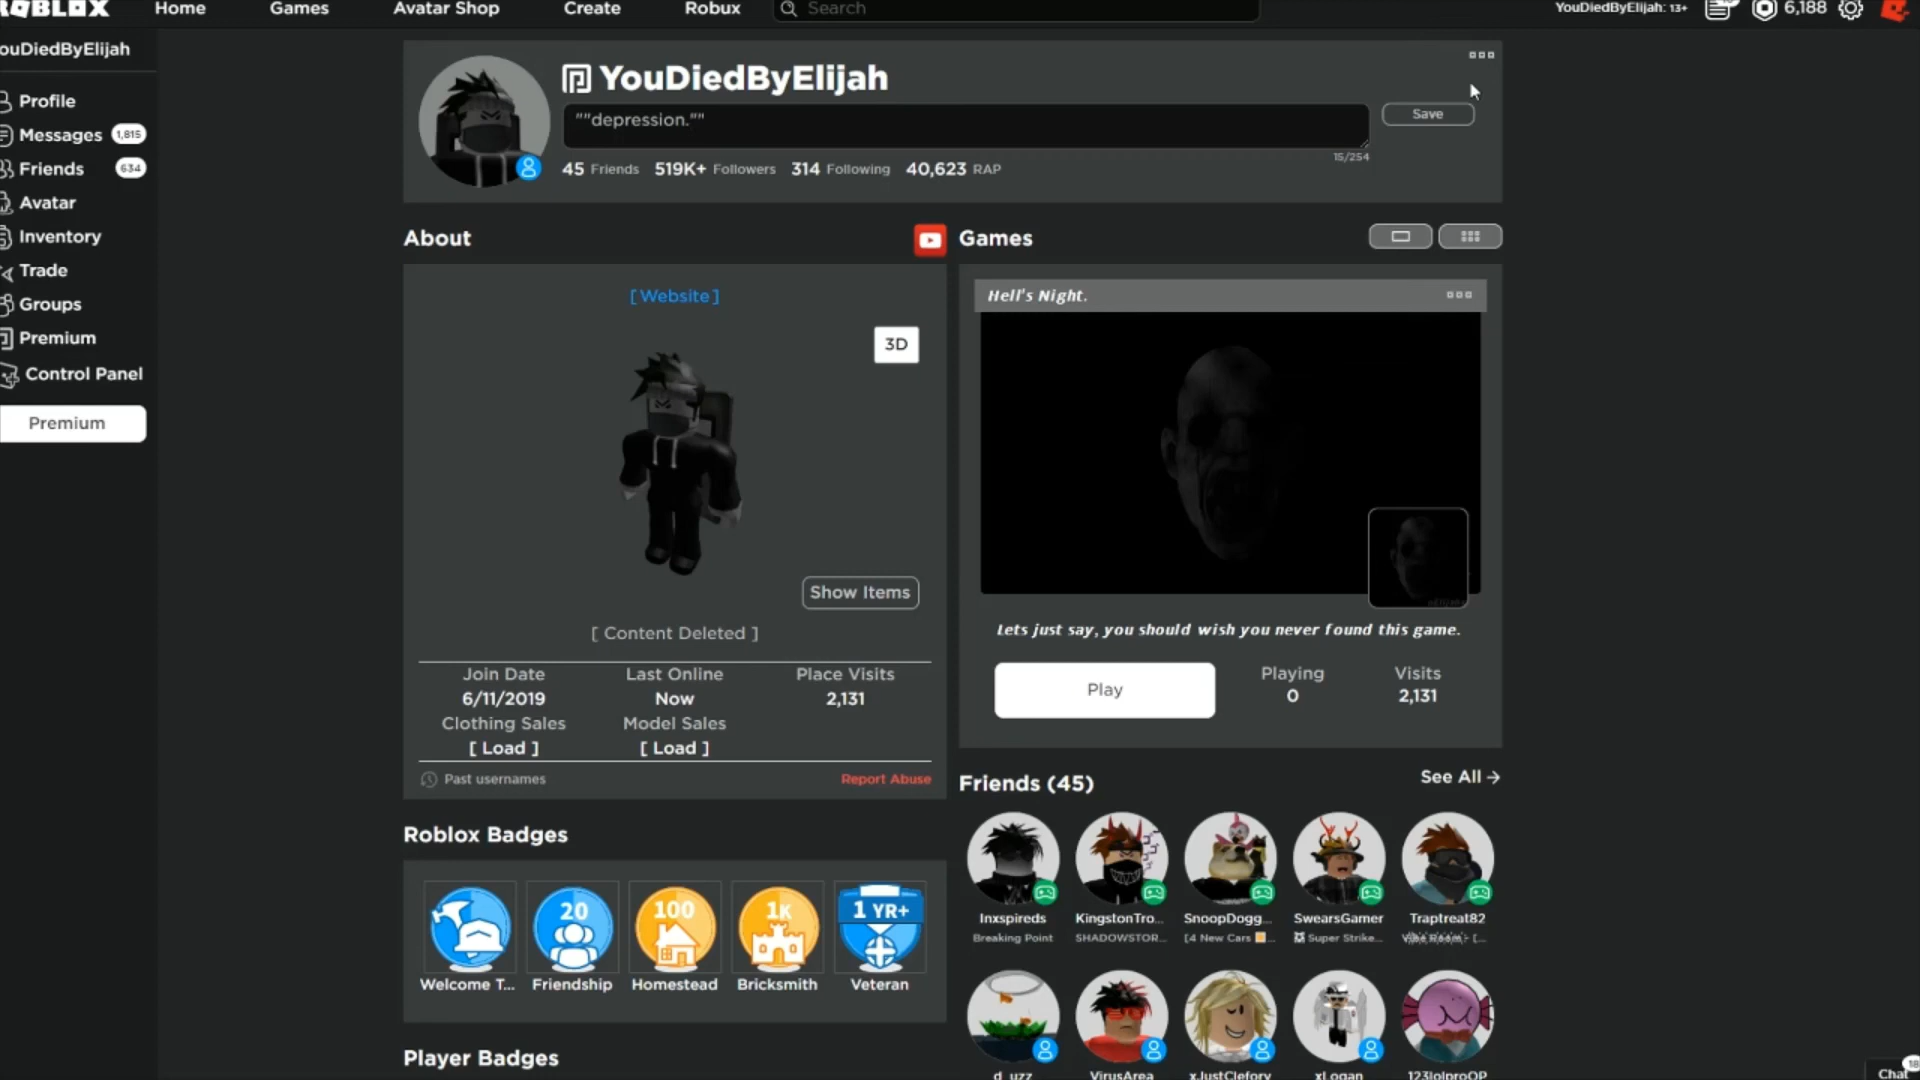 ROBLOX Home Games Avatar Shop Create Robux Search YouDiedByElijah: 13+ 6,188
ouDiedByElijah
Profile
Messages 1,815
Friends 634
Avatar
Inventory
Trade
Groups
Premium
Control Panel
Premium
YouDiedByElijah
""depression.""
Save
15/254
45 Friends 519K+ Followers 314 Following 40,623 RAP
About
[ Website ]
3D
Show Items
[ Content Deleted ]
Join Date Last Online Place Visits
6/11/2019 Now 2,131
Clothing Sales Model Sales
[ Load ] [ Load ]
Past usernames Report Abuse
Roblox Badges
20 100 1K 1 YR+
Welcome T... Friendship Homestead Bricksmith Veteran
Player Badges
Games
Hell's Night.
Lets just say, you should wish you never found this game.
Play
Playing Visits
0 2,131
Friends (45) See All
Inxspireds KingstonTro... SnoopDogg... SwearsGamer Traptreat82
Breaking Point SHADOWSTOR... [4 New Cars ... Super Strike...
d_uzz VirusArea xJustClefory xLogan 123lolproOP
Chat